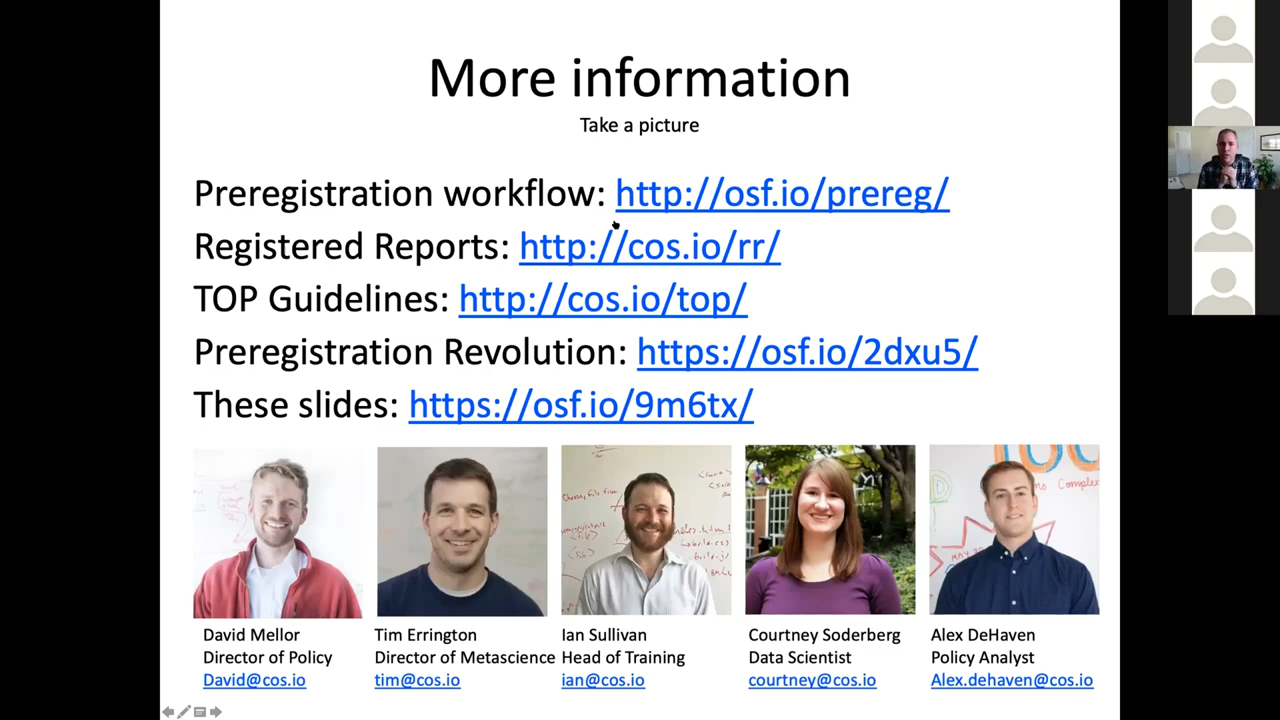 More information
Take a picture
Preregistration workflow: http://osf.io/prereg/
Registered Reports: http://cos.io/rr/
TOP Guidelines: http://cos.io/top/
Preregistration Revolution: https://osf.io/2dxu5/
These slides: https://osf.io/9m6tx/
David Mellor
Director of Policy
David@cos.io
Tim Errington
Director of Metascience
tim@cos.io
Ian Sullivan
Head of Training
ian@cos.io
Courtney Soderberg
Data Scientist
courtney@cos.io
Alex DeHaven
Policy Analyst
Alex.dehaven@cos.io